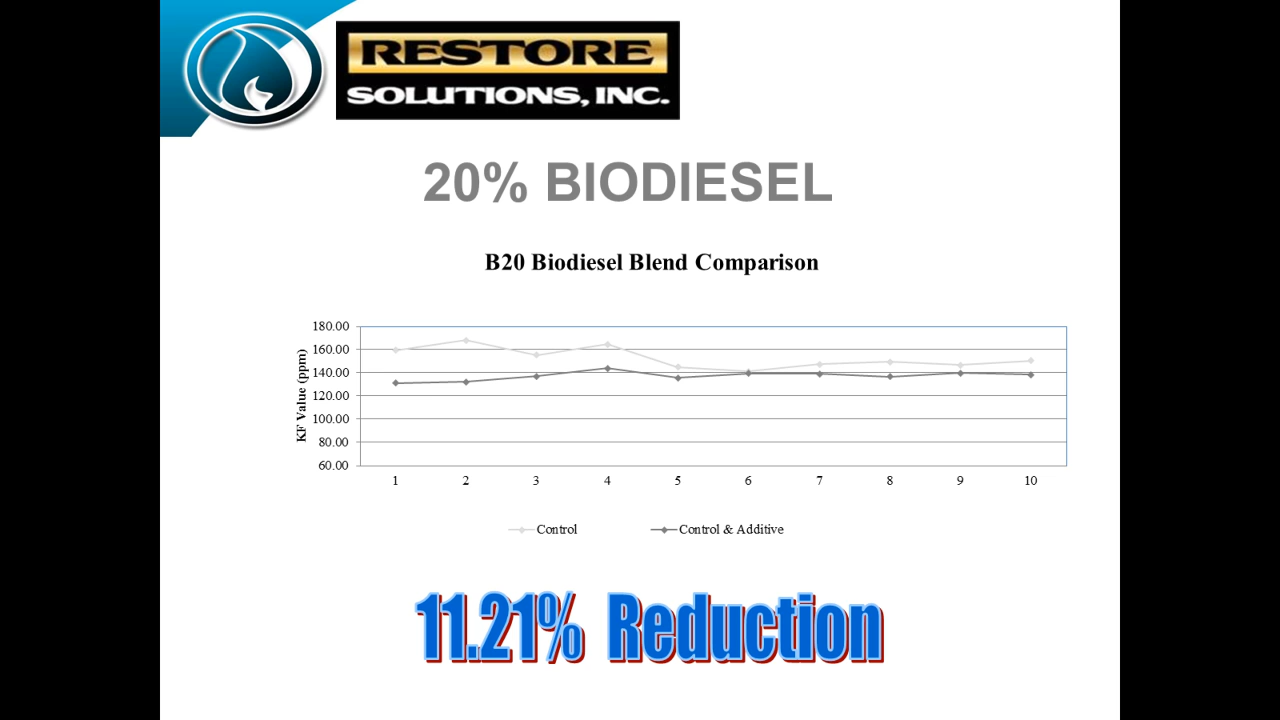 RESTORE
SOLUTIONS, INC.
20% BIODIESEL
B20 Biodiesel Blend Comparison
KF Value (ppm)
180.00
160.00
140.00
120.00
100.00
80.00
60.00
1 2 3 4 5 6 7 8 9 10
Control Control & Additive
11.21% Reduction